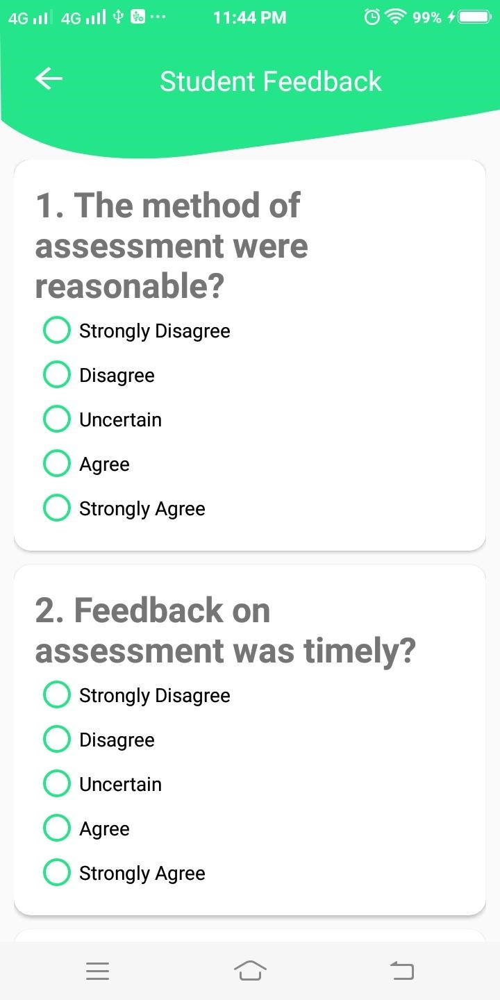 4G 4G 11:44 PM 99%
Student Feedback
1. The method of
assessment were
reasonable?
Strongly Disagree
Disagree
Uncertain
Agree
Strongly Agree
2. Feedback on
assessment was timely?
Strongly Disagree
Disagree
Uncertain
Agree
Strongly Agree